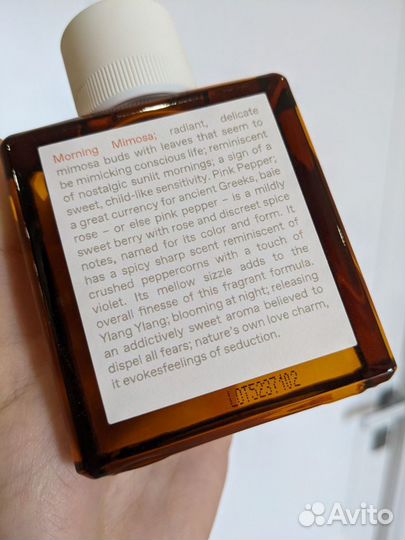 Morning Mimosa; radiant, delicate
mimosa buds with leaves that seem to
be mimicking conscious life; reminiscent
of nostalgic sunlit mornings; a sign of a
sweet, child-like sensitivity. Pink Pepper;
a great currency for ancient Greeks, baie
rose – or else pink pepper – is a mildly
sweet berry with rose and discreet spice
notes, named for its color and form. It
has a spicy sharp scent reminiscent of
crushed peppercorns with a touch of
violet. Its mellow sizzle adds to the
overall finesse of this fragrant formula.
Ylang Ylang; blooming at night; releasing
an addictively sweet aroma believed to
dispel all fears; nature's own love charm,
it evokesfeelings of seduction.
LOT5237102
Avito